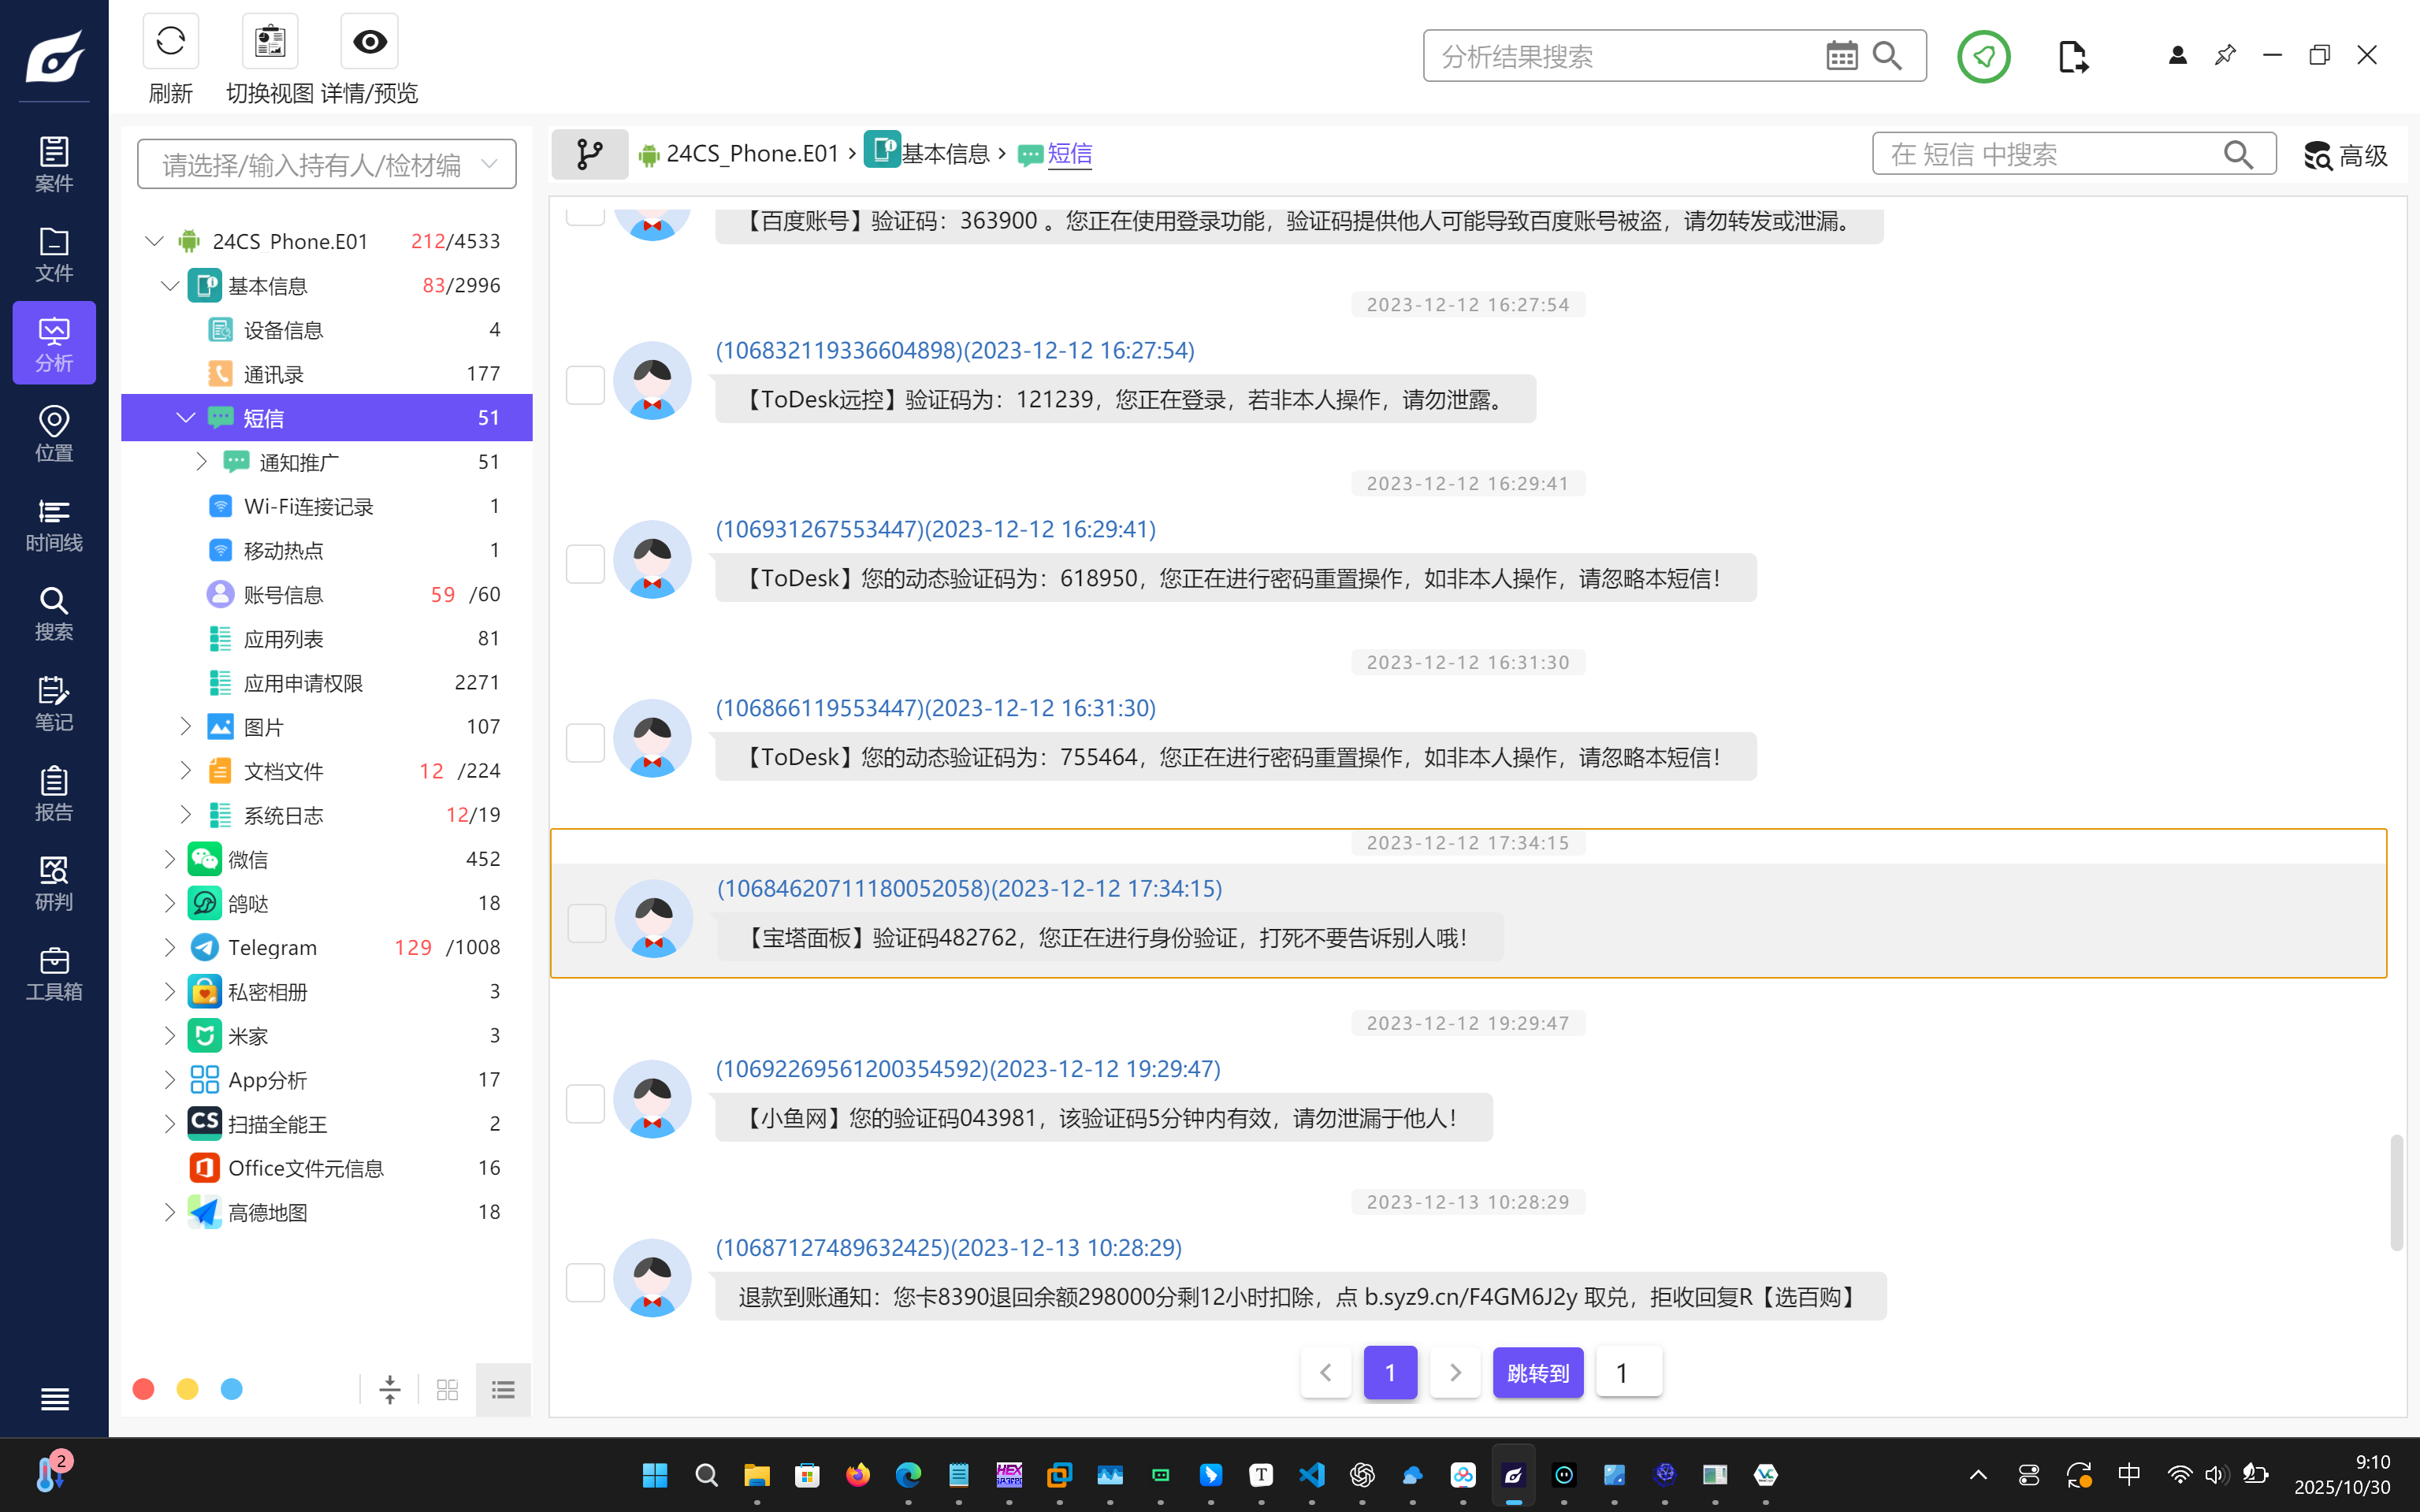 刷新
切换视图
详情/预览
分析结果搜索
案件
文件
分析
位置
时间线
搜索
笔记
报告
研判
工具箱
请选择/输入持有人/检材编
24CS_Phone.E01 212/4533
基本信息 83/2996
设备信息 4
通讯录 177
短信 51
通知推广 51
Wi-Fi连接记录 1
移动热点 1
账号信息 59 /60
应用列表 81
应用申请权限 2271
图片 107
文档文件 12 /224
系统日志 12/19
微信 452
鸽哒 18
Telegram 129 /1008
私密相册 3
米家 3
App分析 17
CS 扫描全能王 2
Office文件元信息 16
高德地图 18
24CS_Phone.E01 › 基本信息 › 短信
在 短信 中搜索
高级
【百度账号】验证码：363900 。您正在使用登录功能，验证码提供他人可能导致百度账号被盗，请勿转发或泄漏。
2023-12-12 16:27:54
(106832119336604898)(2023-12-12 16:27:54)
【ToDesk远控】验证码为：121239，您正在登录，若非本人操作，请勿泄露。
2023-12-12 16:29:41
(106931267553447)(2023-12-12 16:29:41)
【ToDesk】您的动态验证码为：618950，您正在进行密码重置操作，如非本人操作，请忽略本短信！
2023-12-12 16:31:30
(106866119553447)(2023-12-12 16:31:30)
【ToDesk】您的动态验证码为：755464，您正在进行密码重置操作，如非本人操作，请忽略本短信！
2023-12-12 17:34:15
(10684620711180052058)(2023-12-12 17:34:15)
【宝塔面板】验证码482762，您正在进行身份验证，打死不要告诉别人哦！
2023-12-12 19:29:47
(10692269561200354592)(2023-12-12 19:29:47)
【小鱼网】您的验证码043981，该验证码5分钟内有效，请勿泄漏于他人！
2023-12-13 10:28:29
(10687127489632425)(2023-12-13 10:28:29)
退款到账通知：您卡8390退回余额298000分剩12小时扣除，点 b.syz9.cn/F4GM6J2y 取兑，拒收回复R【选百购】
1 跳转到 1
2
HEX
T
中
9:10
2025/10/30